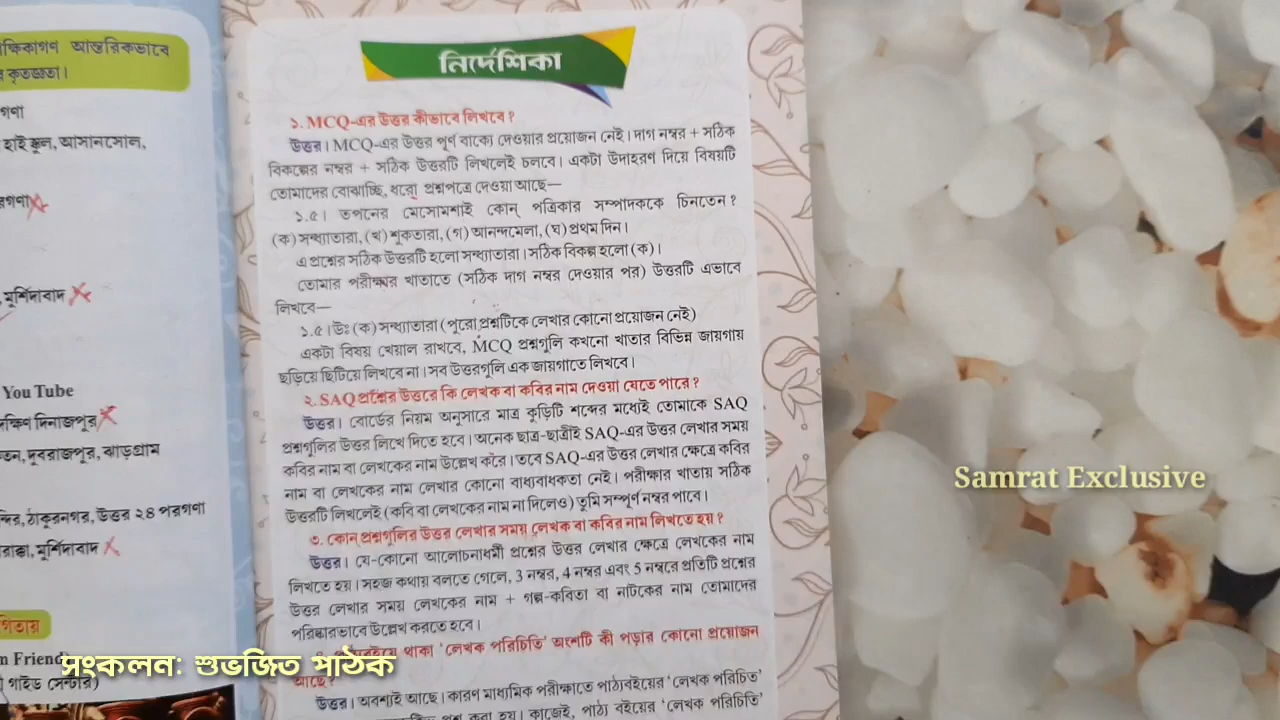 ক্ষিকাগণ আন্তরিকভাবে
কৃতজ্ঞতা।
গণা
হাই স্কুল, আসানসোল,
রগণা
, মুর্শিদাবাদ
You Tube
দক্ষিণ দিনাজপুর
তন, দুবরাজপুর, ঝাড়গ্রাম
ন্দির, ঠাকুরনগর, উত্তর ২৪ পরগণা
রাক্কা, মুর্শিদাবাদ
গিতায়
m Friend
গাইড সেন্টার)
নির্দেশিকা
১. MCQ-এর উত্তর কীভাবে লিখবে ?
উত্তর। MCQ-এর উত্তর পূর্ণ বাক্যে দেওয়ার প্রয়োজন নেই। দাগ নম্বর + সঠিক
বিকল্পের নম্বর + সঠিক উত্তরটি লিখলেই চলবে। একটা উদাহরণ দিয়ে বিষয়টি
তোমাদের বোঝাচ্ছি, ধরো প্রশ্নপত্রে দেওয়া আছে—
১.৫। তপনের মেসোমশাই কোন্ পত্রিকার সম্পাদককে চিনতেন ?
(ক) সন্ধ্যাতারা, (খ) শুকতারা, (গ) আনন্দমেলা, (ঘ) প্রথম দিন।
এ প্রশ্নের সঠিক উত্তরটি হলো সন্ধ্যাতারা। সঠিক বিকল্প হলো (ক)।
তোমার পরীক্ষার খাতাতে (সঠিক দাগ নম্বর দেওয়ার পর) উত্তরটি এভাবে
লিখবে—
১.৫। উঃ (ক) সন্ধ্যাতারা (পুরো প্রশ্নটিকে লেখার কোনো প্রয়োজন নেই)
একটা বিষয় খেয়াল রাখবে, MCQ প্রশ্নগুলি কখনো খাতার বিভিন্ন জায়গায়
ছড়িয়ে ছিটিয়ে লিখবে না। সব উত্তরগুলি এক জায়গাতে লিখবে।
২. SAQ প্রশ্নের উত্তরে কি লেখক বা কবির নাম দেওয়া যেতে পারে ?
উত্তর। বোর্ডের নিয়ম অনুসারে মাত্র কুড়িটি শব্দের মধ্যেই তোমাকে SAQ
প্রশ্নগুলির উত্তর লিখে দিতে হবে। অনেক ছাত্র-ছাত্রীই SAQ-এর উত্তর লেখার সময়
কবির নাম বা লেখকের নাম উল্লেখ করে। তবে SAQ-এর উত্তর লেখার ক্ষেত্রে কবির
নাম বা লেখকের নাম লেখার কোনো বাধ্যবাধকতা নেই। পরীক্ষার খাতায় সঠিক
উত্তরটি লিখলেই (কবি বা লেখকের নাম না দিলেও) তুমি সম্পূর্ণ নম্বর পাবে।
৩. কোন্ প্রশ্নগুলির উত্তর লেখার সময় লেখক বা কবির নাম লিখতে হয় ?
উত্তর। যে-কোনো আলোচনাধর্মী প্রশ্নের উত্তর লেখার ক্ষেত্রে লেখকের নাম
লিখতে হয়। সহজ কথায় বলতে গেলে, 3 নম্বর, 4 নম্বর এবং 5 নম্বরে প্রতিটি প্রশ্নের
উত্তর লেখার সময় লেখকের নাম + গল্প-কবিতা বা নাটকের নাম তোমাদের
পরিষ্কারভাবে উল্লেখ করতে হবে।
থাকা 'লেখক পরিচিতি' অংশটি কী পড়ার কোনো প্রয়োজন
আছে ?
উত্তর। অবশ্যই আছে। কারণ মাধ্যমিক পরীক্ষাতে পাঠ্যবইয়ের 'লেখক পরিচিত'
করা হয়। কাজেই, পাঠ্য বইয়ের 'লেখক পরিচিতি'
Samrat Exclusive
সংকলন: শুভজিত পাঠক